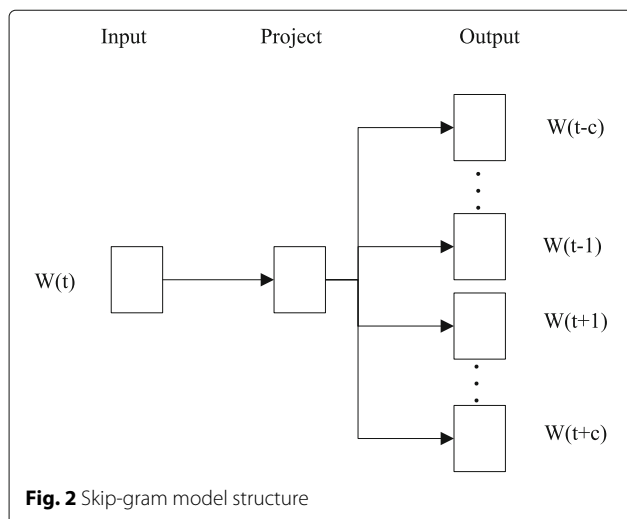 Input Project Output
W(t-c)
W(t-1)
W(t)
W(t+1)
W(t+c)
Fig. 2 Skip-gram model structure